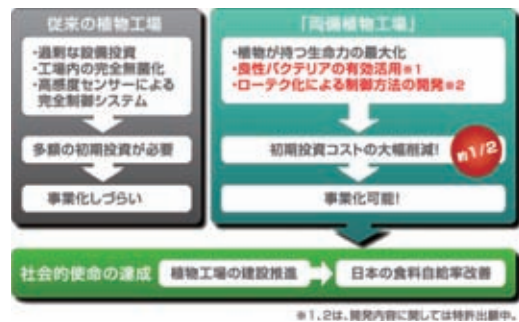 従来の植物工場
・過剰な設備投資
・工場内の完全無菌化
・高感度センサーによる
完全制御システム
多額の初期投資が必要
事業化しづらい
「両備植物工場」
・植物が持つ生命力の最大化
・良性バクテリアの有効活用※1
・ローテク化による制御方法の開発※2
初期投資コストの大幅削減!
約1/2
事業化可能!
社会的使命の達成
植物工場の建設推進
日本の食料自給率改善
※1,2は、開発内容に関しては特許出願中。